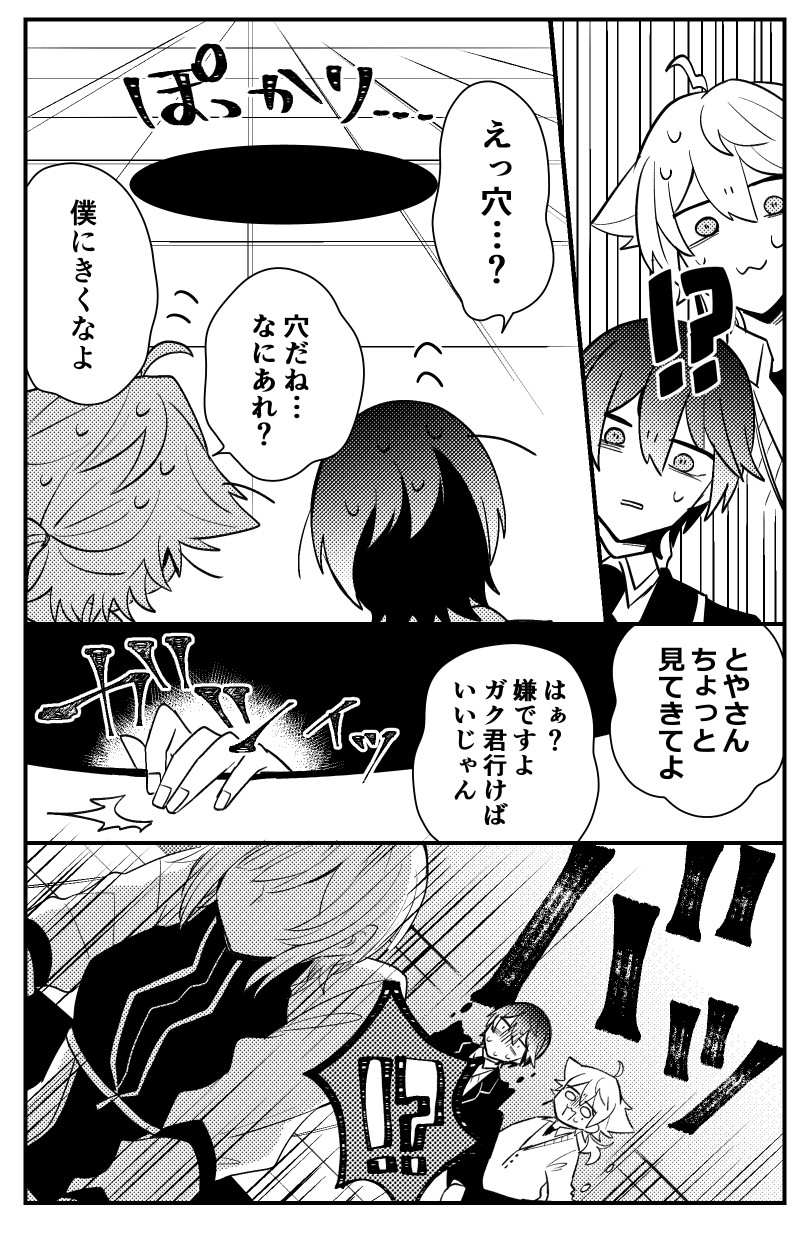 !?
えっ穴…?
ぽっかり……
穴だね…
なにあれ?
僕にきくなよ
とやさん
ちょっと
見てきてよ
はぁ?
嫌ですよ
ガク君行けば
いいじゃん
ガッ
!?